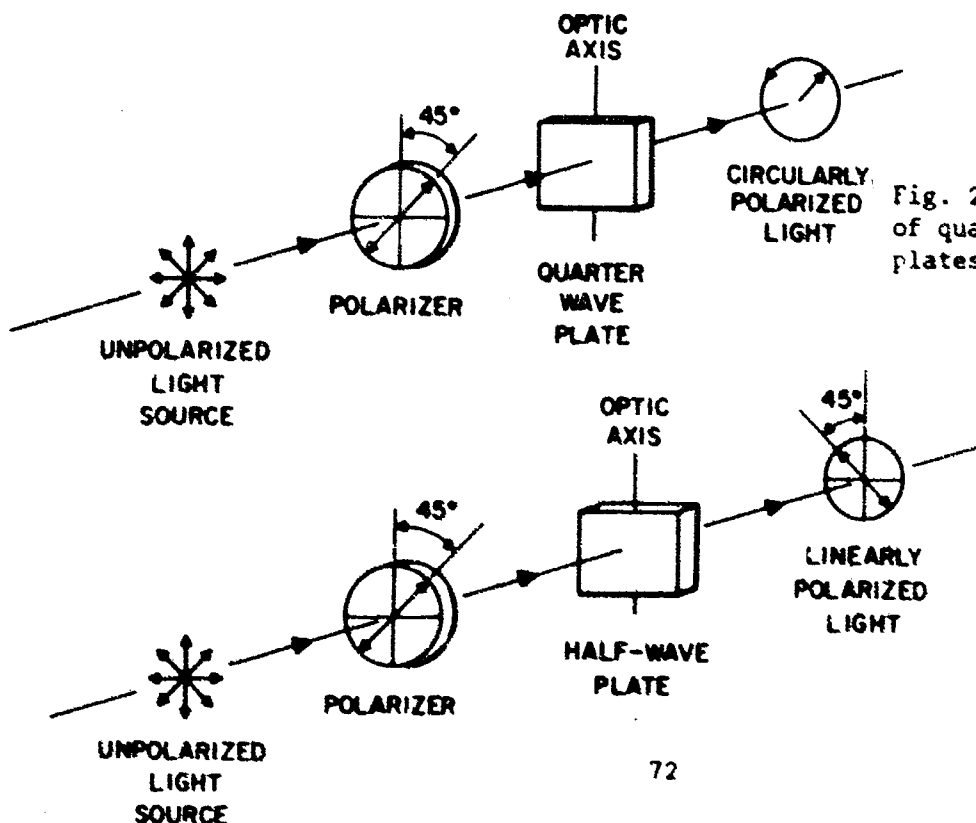 OPTIC
AXIS
45°
CIRCULARLY
POLARIZED
LIGHT
Fig. 2
of qua
plates
POLARIZER
QUARTER
WAVE
PLATE
UNPOLARIZED
LIGHT
SOURCE
OPTIC
AXIS
45°
45°
LINEARLY
POLARIZED
LIGHT
HALF-WAVE
PLATE
POLARIZER
UNPOLARIZED
LIGHT
SOURCE
72